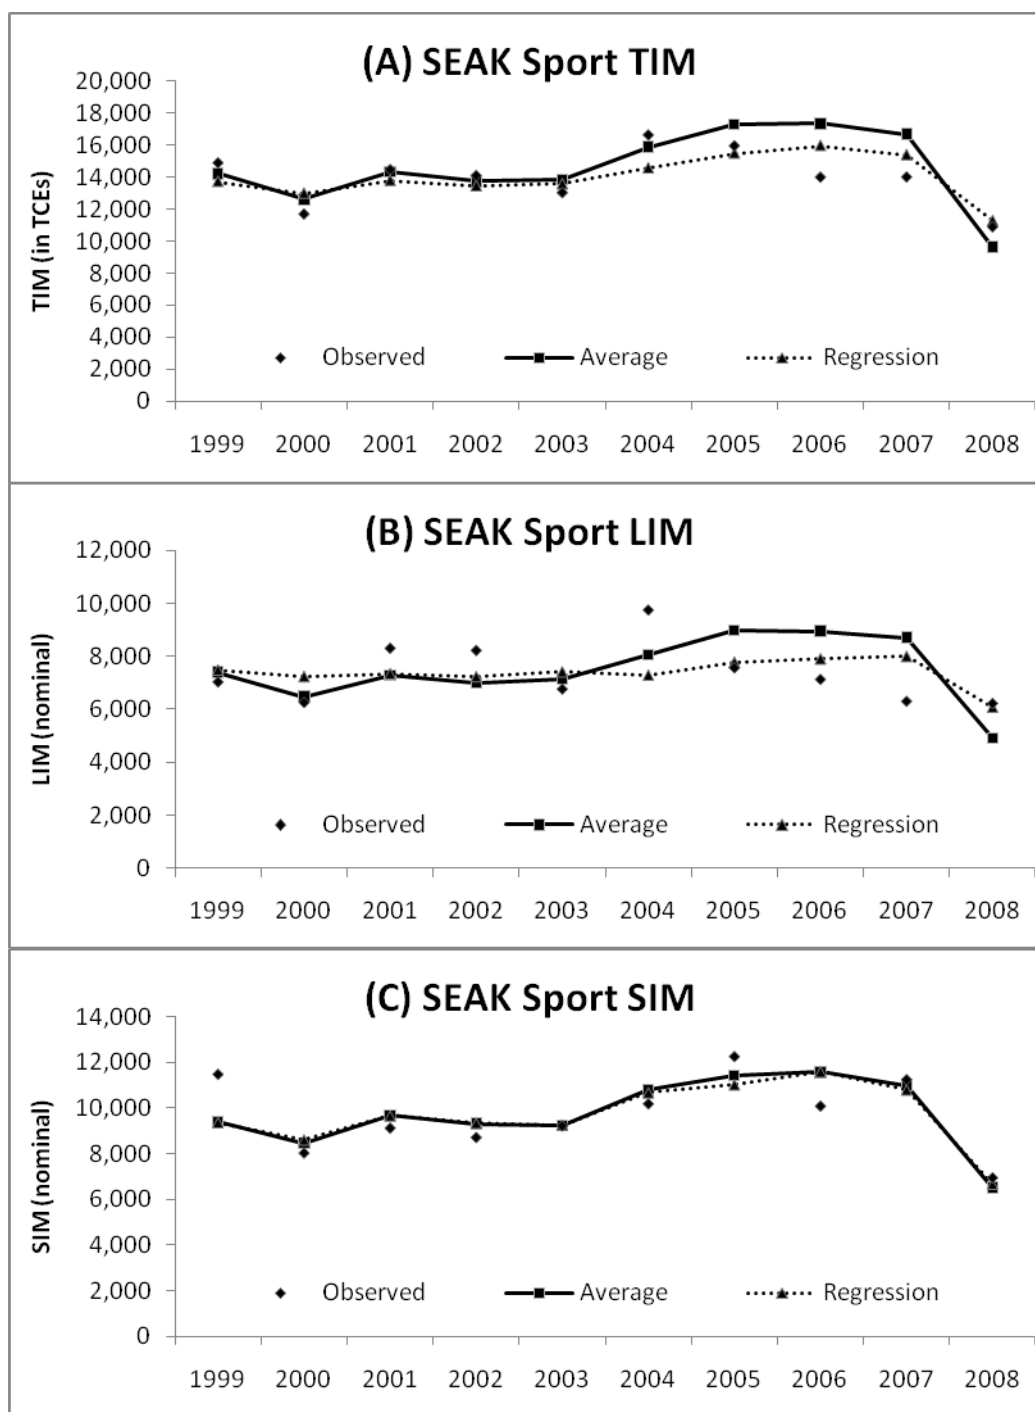 (A) SEAK Sport TIM
20,000
18,000
16,000
14,000
12,000
10,000
8,000
6,000
4,000
2,000
0
TIM (in TCEs)
Observed Average Regression
1999 2000 2001 2002 2003 2004 2005 2006 2007 2008
(B) SEAK Sport LIM
12,000
10,000
8,000
6,000
4,000
2,000
0
LIM (nominal)
Observed Average Regression
1999 2000 2001 2002 2003 2004 2005 2006 2007 2008
(C) SEAK Sport SIM
14,000
12,000
10,000
8,000
6,000
4,000
2,000
0
SIM (nominal)
Observed Average Regression
1999 2000 2001 2002 2003 2004 2005 2006 2007 2008